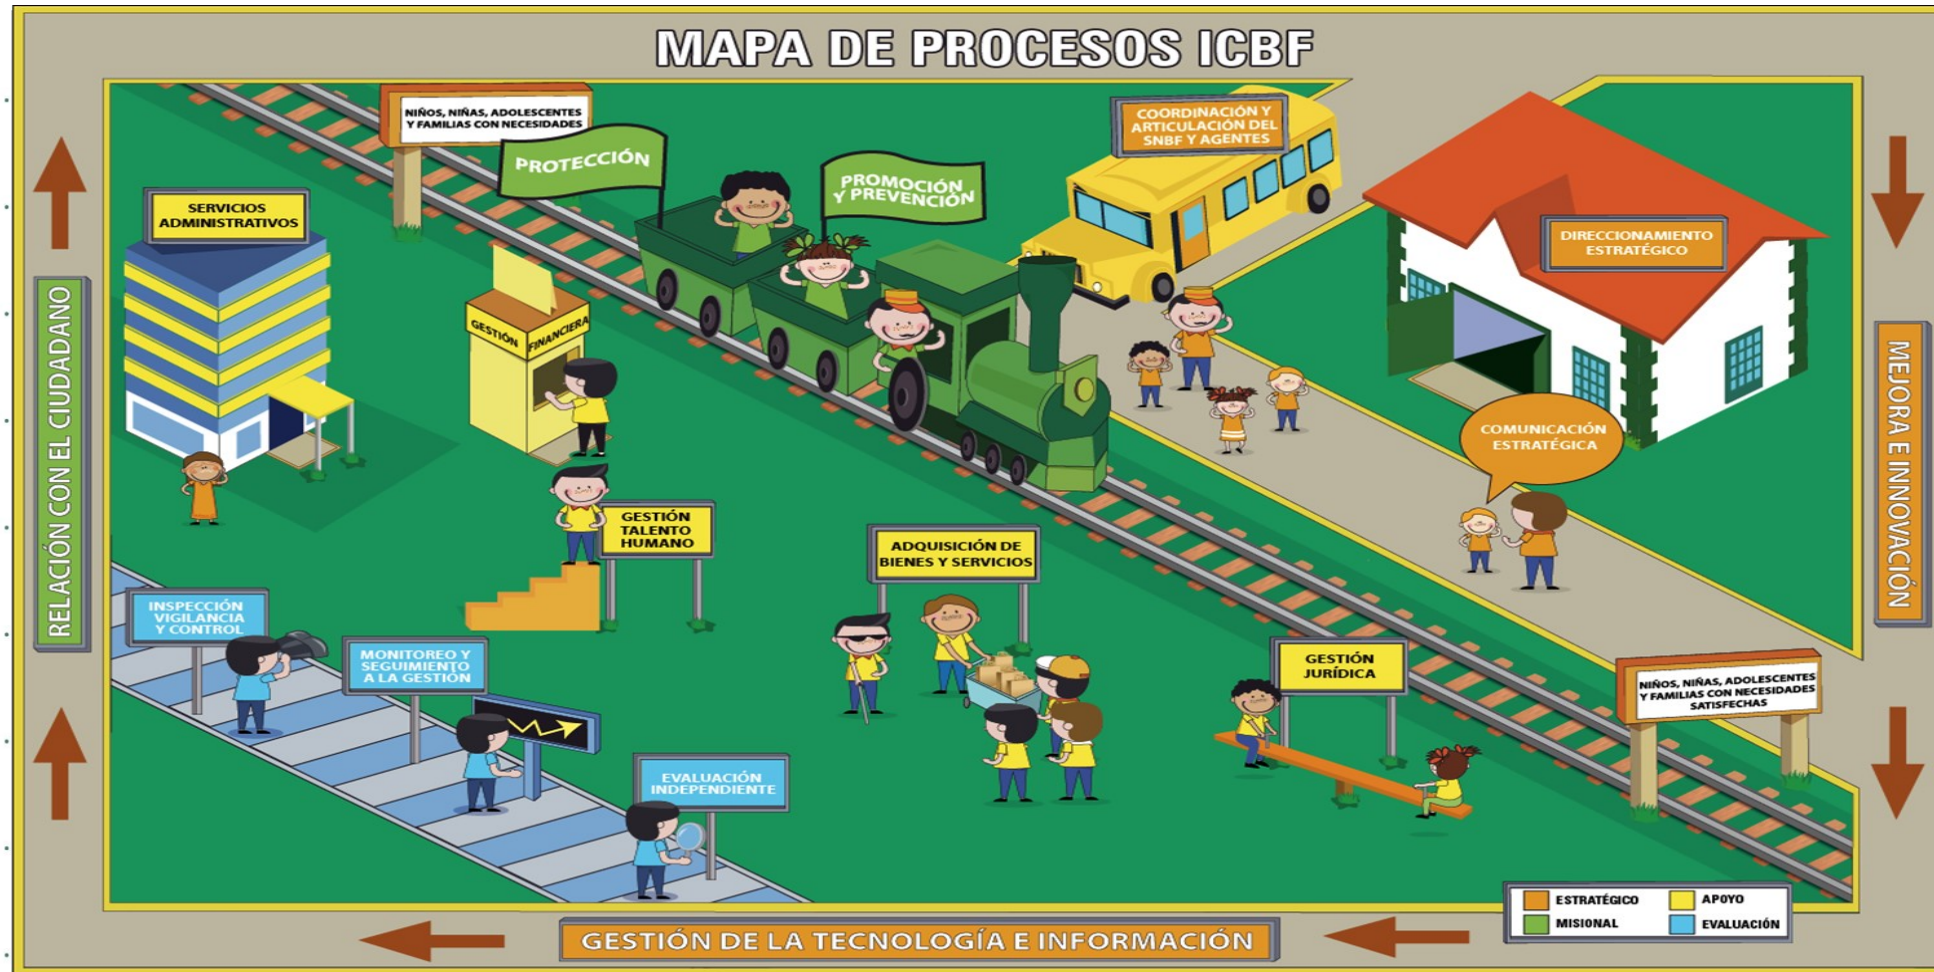 MAPA DE PROCESOS ICBF
NIÑOS, NIÑAS, ADOLESCENTES
Y FAMILIAS CON NECESIDADES
PROTECCIÓN
PROMOCIÓN
Y PREVENCIÓN
COORDINACIÓN Y
ARTICULACIÓN DEL
SNBF Y AGENTES
SERVICIOS
ADMINISTRATIVOS
DIRECCIONAMIENTO
ESTRATÉGICO
GESTIÓN FINANCIERA
RELACIÓN CON EL CIUDADANO
MEJORA E INNOVACIÓN
COMUNICACIÓN
ESTRATÉGICA
GESTIÓN
TALENTO
HUMANO
ADQUISICIÓN DE
BIENES Y SERVICIOS
INSPECCIÓN
VIGILANCIA
Y CONTROL
MONITOREO Y
SEGUIMIENTO
A LA GESTIÓN
GESTIÓN
JURÍDICA
NIÑOS, NIÑAS, ADOLESCENTES
Y FAMILIAS CON NECESIDADES
SATISFECHAS
EVALUACIÓN
INDEPENDIENTE
ESTRATÉGICO
APOYO
MISIONAL
EVALUACIÓN
GESTIÓN DE LA TECNOLOGÍA E INFORMACIÓN